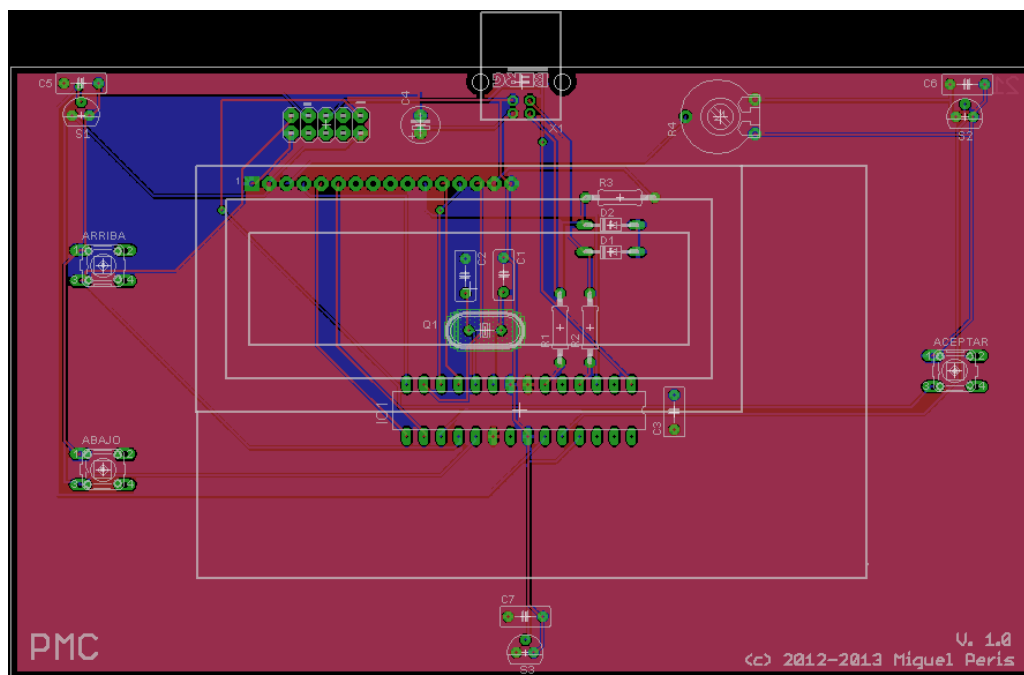 C5
C6
S1
C4
X1
R4
S2
1
R3
D2
D1
ARRIBA
C2
C1
Q1
R1
R2
ACEPTAR
IC1
C3
ABAJO
C7
S3
PMC
V. 1.0
(c) 2012-2013 Miguel Peris